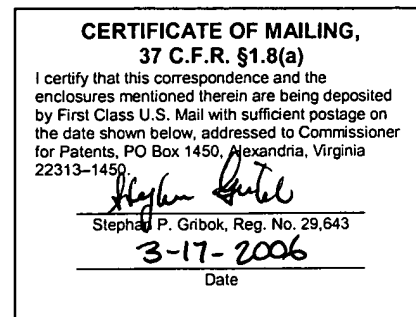 CERTIFICATE OF MAILING,
37 C.F.R. §1.8(a)
I certify that this correspondence and the
enclosures mentioned therein are being deposited
by First Class U.S. Mail with sufficient postage on
the date shown below, addressed to Commissioner
for Patents, PO Box 1450, Alexandria, Virginia
22313–1450.
Stephan P. Gribok, Reg. No. 29,643
3-17-2006
Date